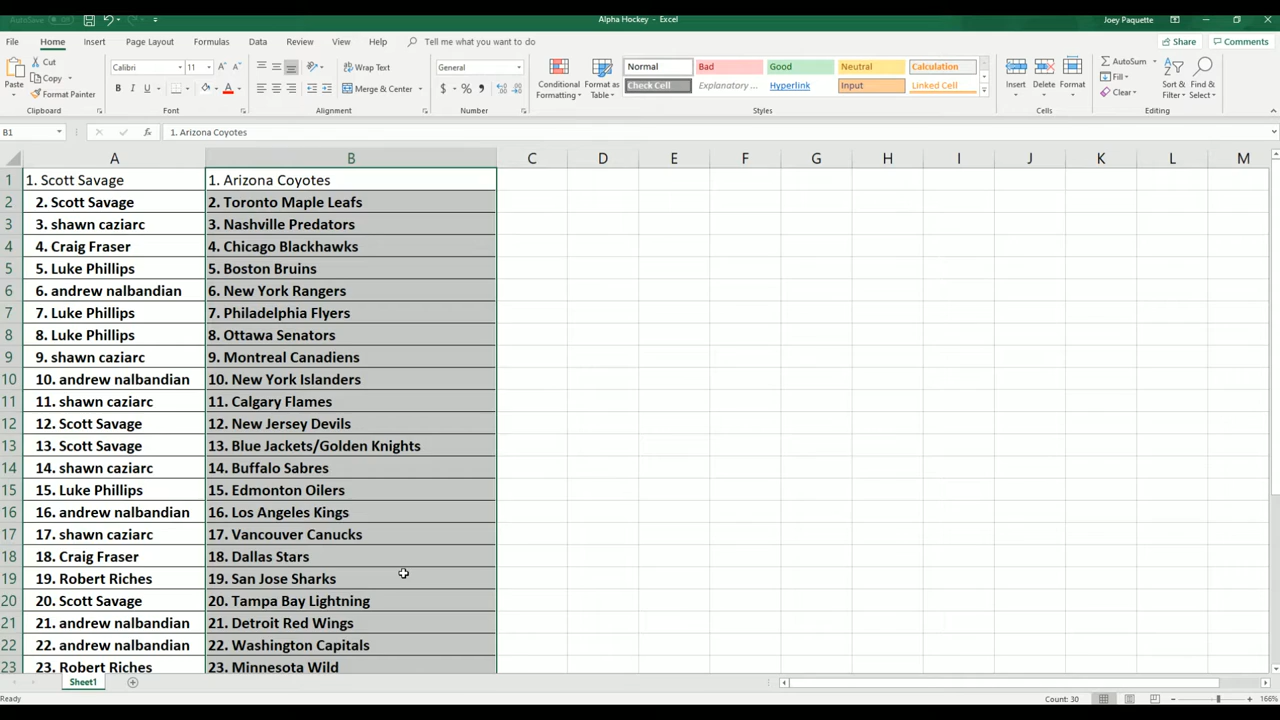 AutoSave Off Alpha Hockey - Excel Joey Paquette
File Home Insert Page Layout Formulas Data Review View Help Tell me what you want to do Share Comments
Cut Calibri 11 Wrap Text General Normal Bad Good Neutral Calculation AutoSum
Copy Fill
Paste Format Painter Merge & Center Conditional Formatting Format as Table Check Cell Explanatory ... Hyperlink Input Linked Cell Insert Delete Format Clear Sort & Filter Find & Select
Clipboard Font Alignment Number Styles Cells Editing
B1 fx 1. Arizona Coyotes
A B C D E F G H I J K L M
1 1. Scott Savage 1. Arizona Coyotes
2 2. Scott Savage 2. Toronto Maple Leafs
3 3. shawn caziarc 3. Nashville Predators
4 4. Craig Fraser 4. Chicago Blackhawks
5 5. Luke Phillips 5. Boston Bruins
6 6. andrew nalbandian 6. New York Rangers
7 7. Luke Phillips 7. Philadelphia Flyers
8 8. Luke Phillips 8. Ottawa Senators
9 9. shawn caziarc 9. Montreal Canadiens
10 10. andrew nalbandian 10. New York Islanders
11 11. shawn caziarc 11. Calgary Flames
12 12. Scott Savage 12. New Jersey Devils
13 13. Scott Savage 13. Blue Jackets/Golden Knights
14 14. shawn caziarc 14. Buffalo Sabres
15 15. Luke Phillips 15. Edmonton Oilers
16 16. andrew nalbandian 16. Los Angeles Kings
17 17. shawn caziarc 17. Vancouver Canucks
18 18. Craig Fraser 18. Dallas Stars
19 19. Robert Riches 19. San Jose Sharks
20 20. Scott Savage 20. Tampa Bay Lightning
21 21. andrew nalbandian 21. Detroit Red Wings
22 22. andrew nalbandian 22. Washington Capitals
23 23. Robert Riches 23. Minnesota Wild
Sheet1
Ready Count: 30 166%